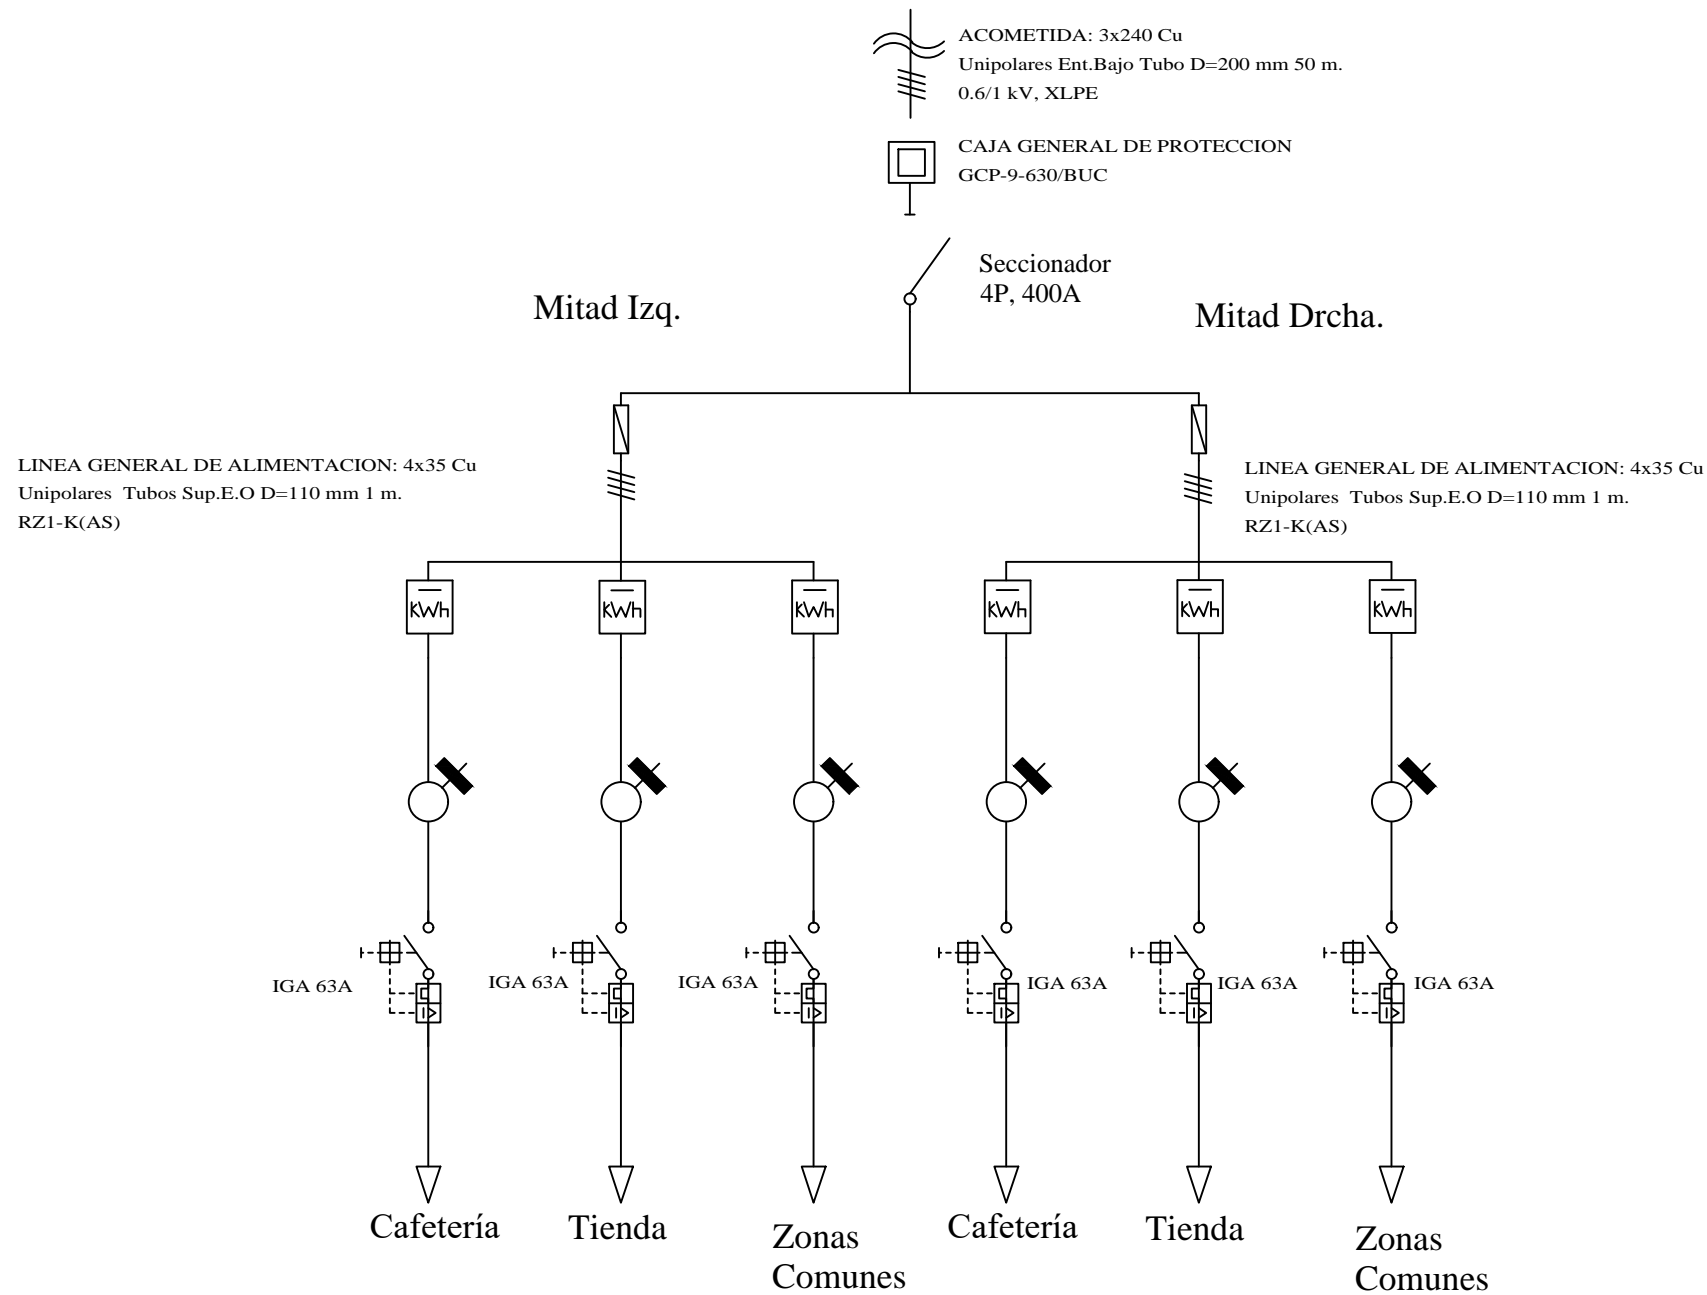 ACOMETIDA: 3x240 Cu
Unipolares Ent.Bajo Tubo D=200 mm 50 m.
0.6/1 kV, XLPE
CAJA GENERAL DE PROTECCION
GCP-9-630/BUC
Seccionador
4P, 400A
Mitad Izq.
Mitad Drcha.
LINEA GENERAL DE ALIMENTACION: 4x35 Cu
Unipolares Tubos Sup.E.O D=110 mm 1 m.
RZ1-K(AS)
LINEA GENERAL DE ALIMENTACION: 4x35 Cu
Unipolares Tubos Sup.E.O D=110 mm 1 m.
RZ1-K(AS)
kWh
kWh
kWh
kWh
kWh
kWh
IGA 63A
IGA 63A
IGA 63A
IGA 63A
IGA 63A
IGA 63A
Cafetería
Tienda
Zonas
Comunes
Cafetería
Tienda
Zonas
Comunes